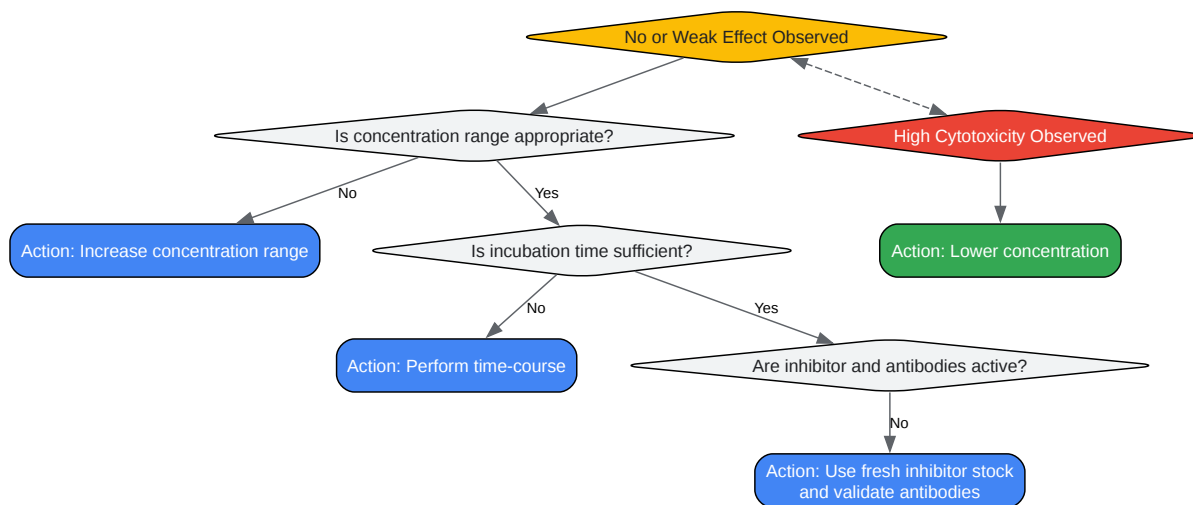 No or Weak Effect Observed
Is concentration range appropriate?
High Cytotoxicity Observed
No
Yes
Action: Increase concentration range
Is incubation time sufficient?
Action: Lower concentration
No
Yes
Action: Perform time-course
Are inhibitor and antibodies active?
No
Action: Use fresh inhibitor stock
and validate antibodies